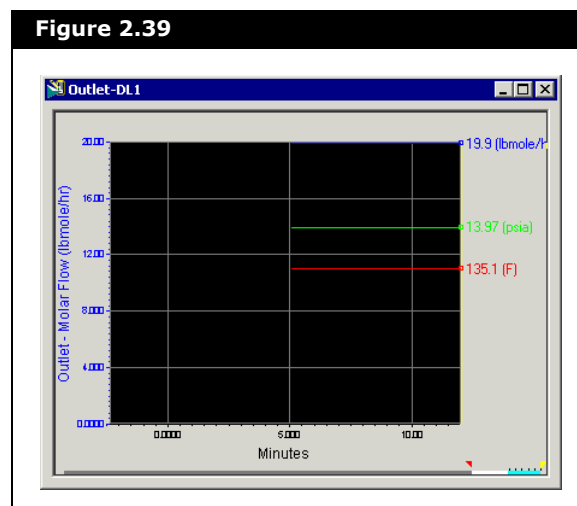 Figure 2.39
Outlet-DL1
20.00
16.00
12.00
8.000
4.000
0.0000
Outlet - Molar Flow (lbmole/hr)
19.9 (lbmole/h
13.97 (psia)
135.1 (F)
0.0000
5.000
10.00
Minutes